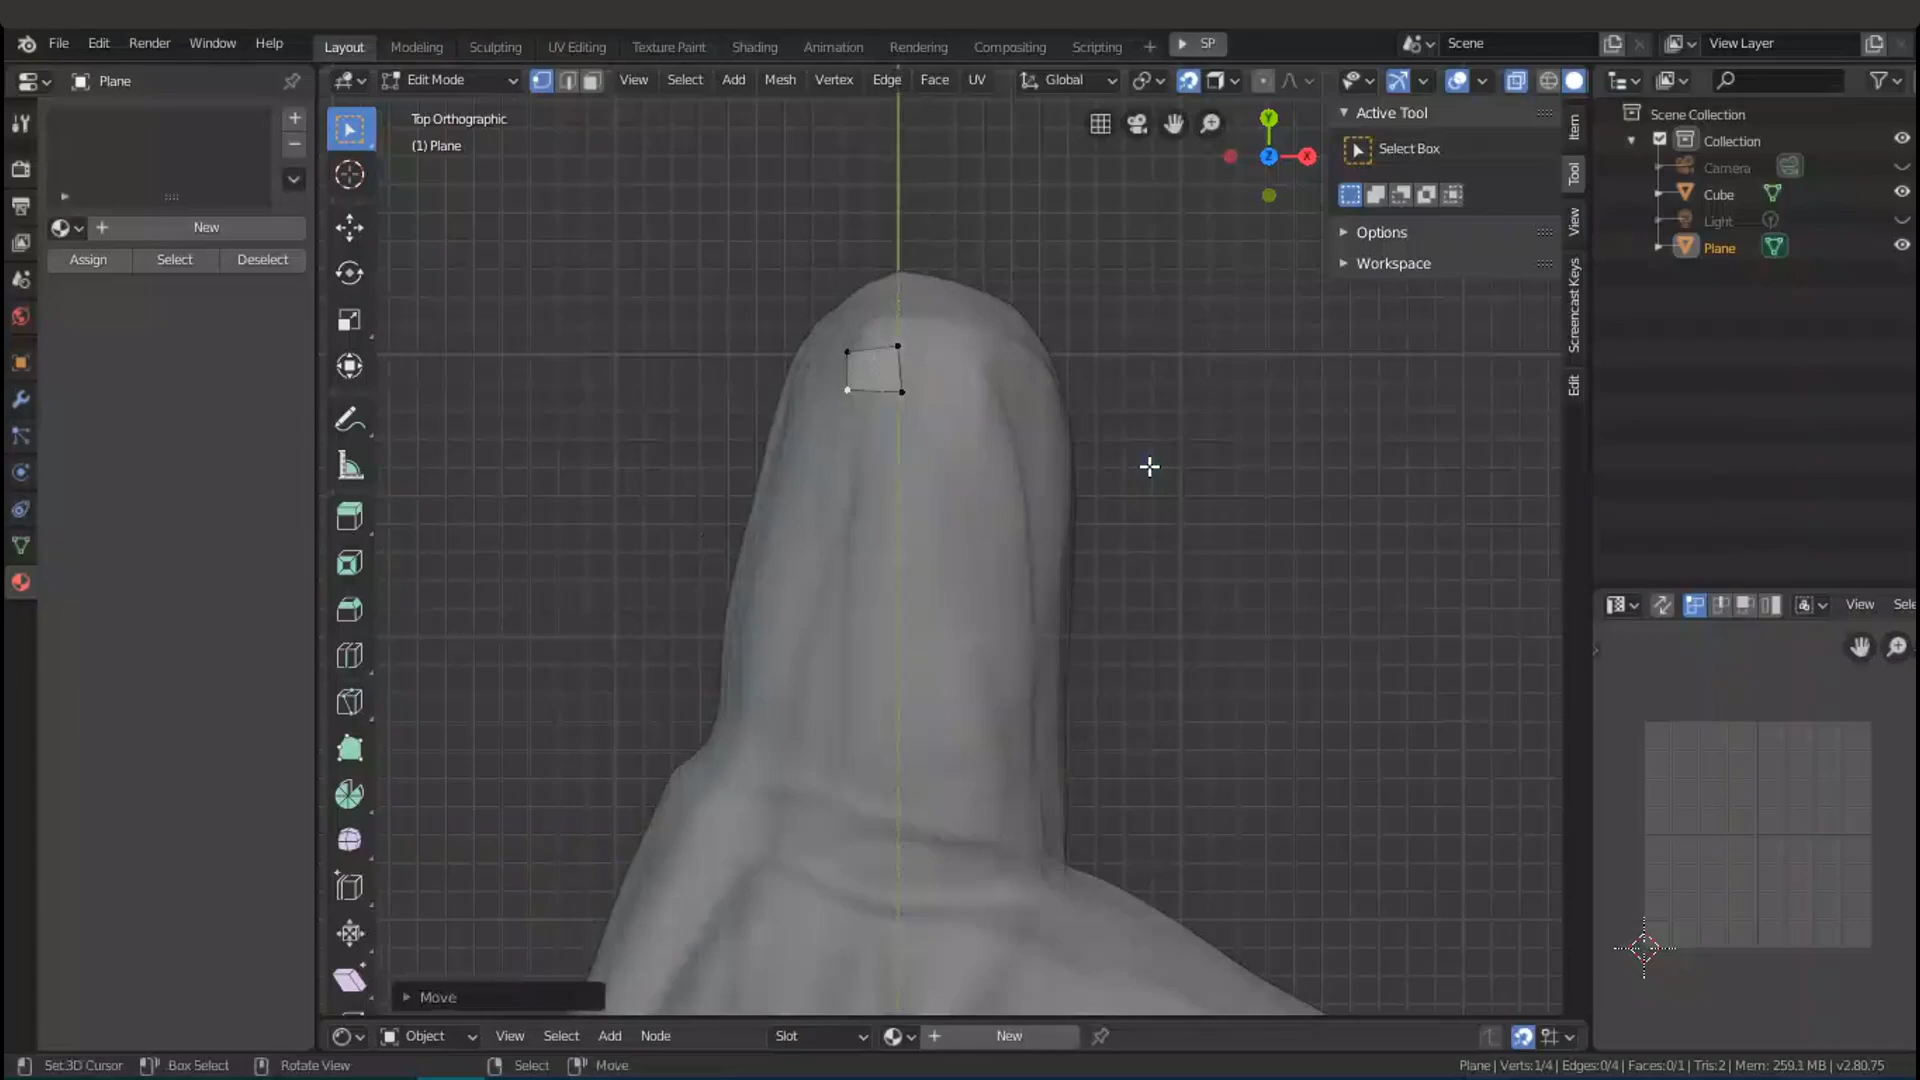 File Edit Render Window Help Layout Modeling Sculpting UV Editing Texture Paint Shading Animation Rendering Compositing Scripting + SP Scene View Layer
Plane
Edit Mode View Select Add Mesh Vertex Edge Face UV Global
Top Orthographic
(1) Plane
Y
X
Z
Active Tool
Select Box
Options
Workspace
Item
Tool
View
Screencast Keys
Edit
Scene Collection
Collection
Camera
Cube
Light
Plane
New
Assign Select Deselect
View Sele
Move
Object View Select Add Node Slot New
Set 3D Cursor Box Select Rotate View Select Move
Plane | Verts:1/4 | Edges:0/4 | Faces:0/1 | Tris:2 | Mem: 259.1 MB | v2.80.75